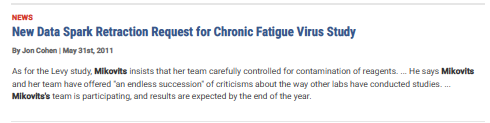 NEWS
New Data Spark Retraction Request for Chronic Fatigue Virus Study
By Jon Cohen | May 31st, 2011
As for the Levy study, Mikovits insists that her team carefully controlled for contamination of reagents. ... He says Mikovits
and her team have offered "an endless succession" of criticisms about the way other labs have conducted studies. ...
Mikovits's team is participating, and results are expected by the end of the year.